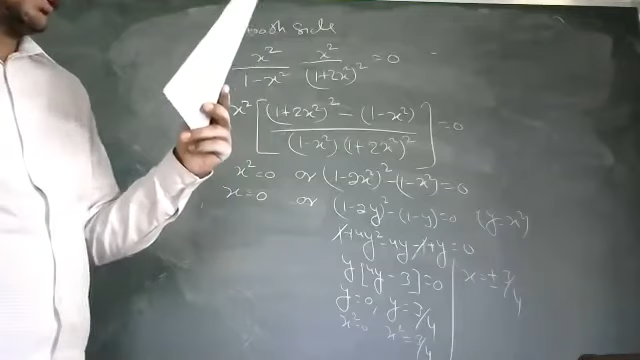 both side
x²/(1-x²) x²/(1+2x²)² = 0
x² [ ((1+2x²)² - (1-x²)) / ((1-x²)(1+2x²)²) ] = 0
x²=0 or (1-2x²)² - (1-x²) = 0
x=0 or (1-2y)² - (1-y) = 0 (y=x²)
1+4y²-4y-1+y = 0
y[4y-3]=0 x=±3/4
y=0, y=3/4
x²=0 x²=3/4